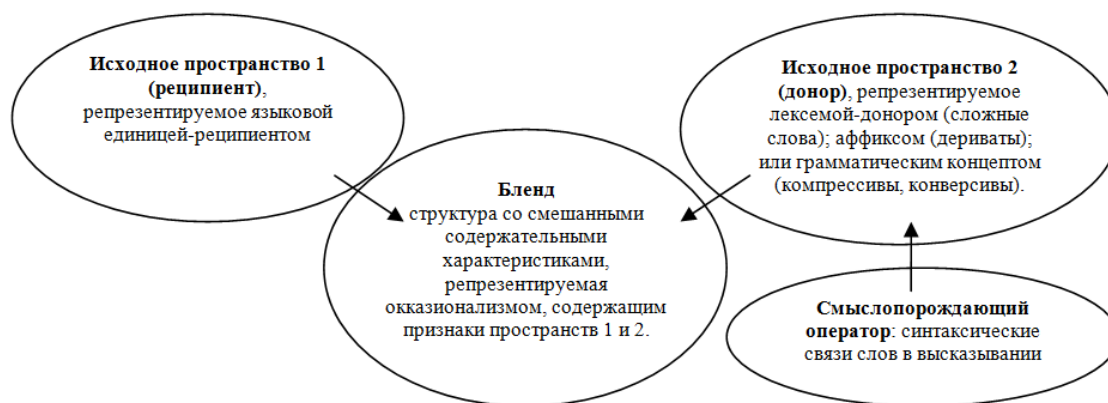 Исходное пространство 1
(реципиент),
репрезентируемое языковой
единицей-реципиентом
Исходное пространство 2
(донор), репрезентируемое
лексемой-донором (сложные
слова); аффиксом (дериваты);
или грамматическим концептом
(компрессивы, конверсивы).
Бленд
структура со смешанными
содержательными
характеристиками,
репрезентируемая
окказионализмом, содержащим
признаки пространств 1 и 2.
Смыслопорождающий
оператор: синтаксические
связи слов в высказывании